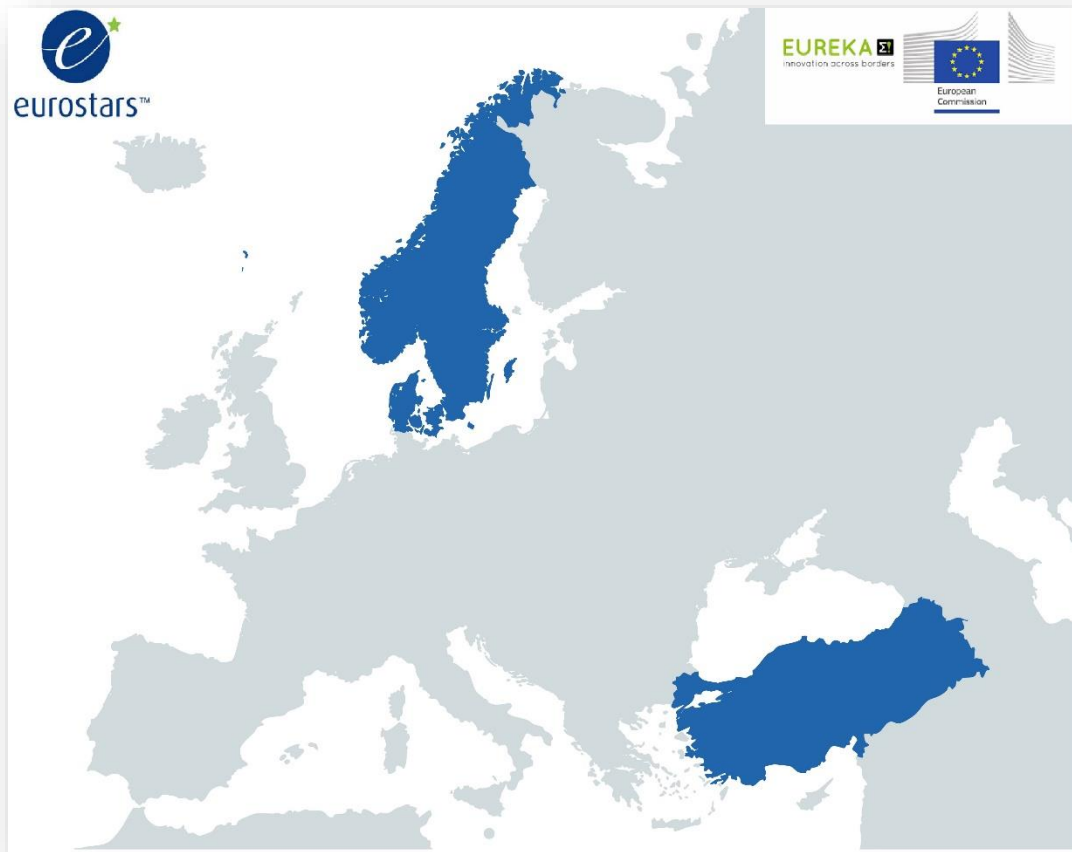 e
eurostars™
EUREKA Σ!
innovation across borders
European
Commission